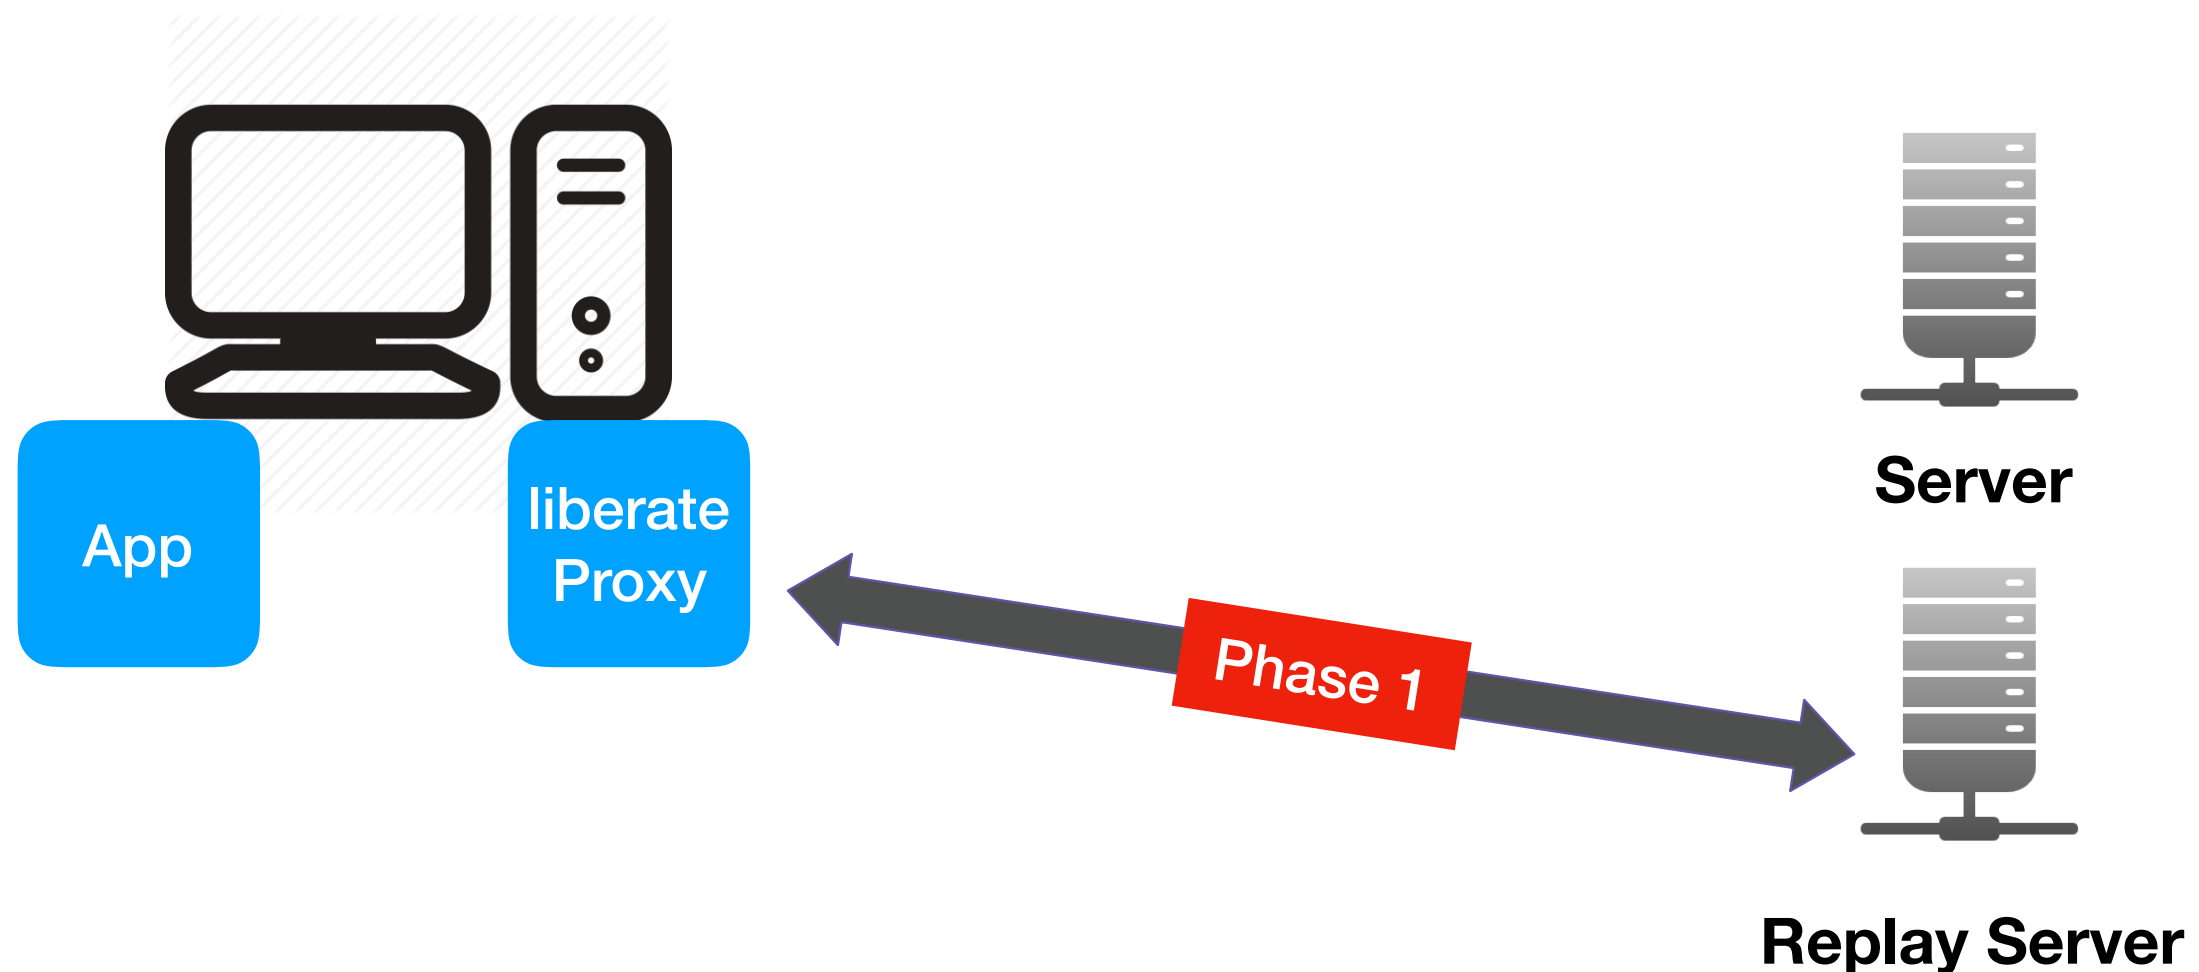 App
liberate
Proxy
Server
Phase 1
Replay Server